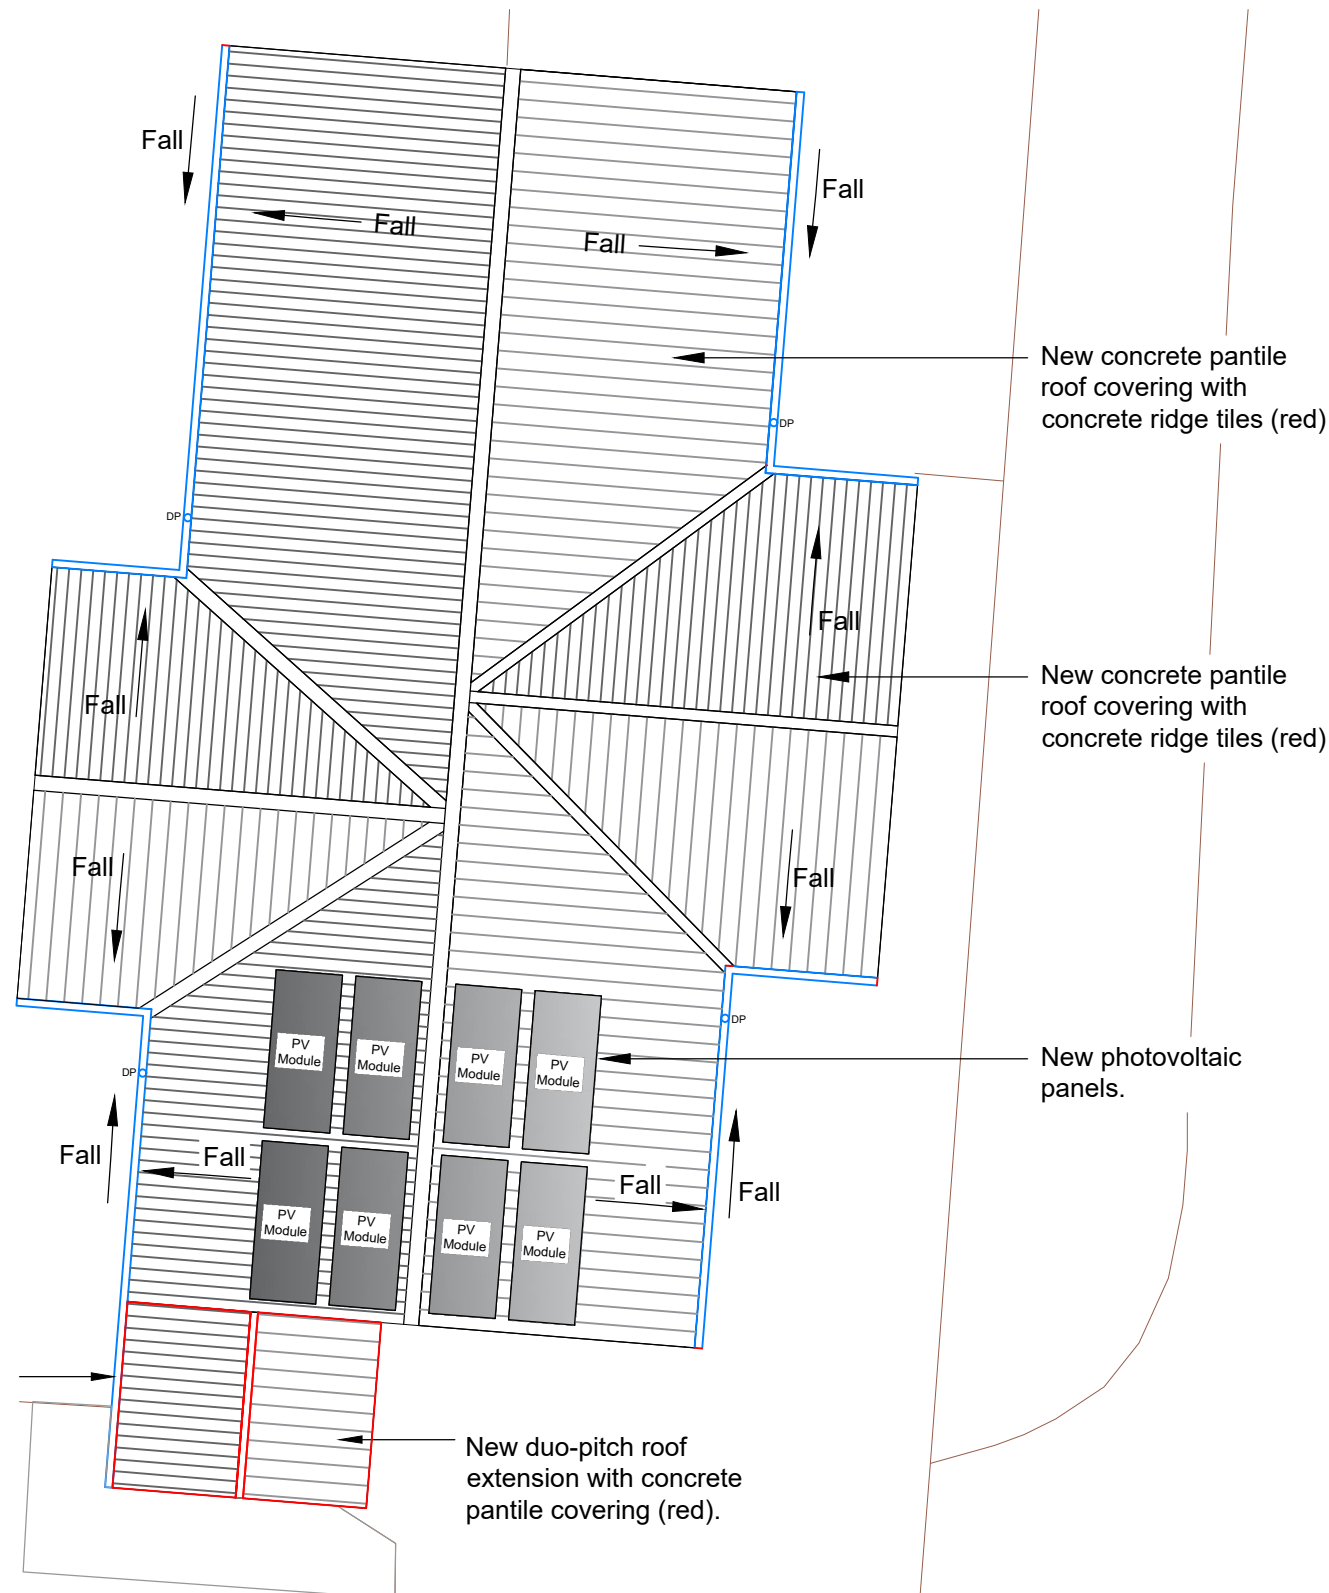 Fall
Fall
Fall
Fall
New concrete pantile
roof covering with
concrete ridge tiles (red)
DP
DP
Fall
Fall
New concrete pantile
roof covering with
concrete ridge tiles (red)
Fall
Fall
DP
PV
Module
PV
Module
PV
Module
PV
Module
New photovoltaic
panels.
DP
Fall
Fall
Fall
Fall
PV
Module
PV
Module
PV
Module
PV
Module
New duo-pitch roof
extension with concrete
pantile covering (red).